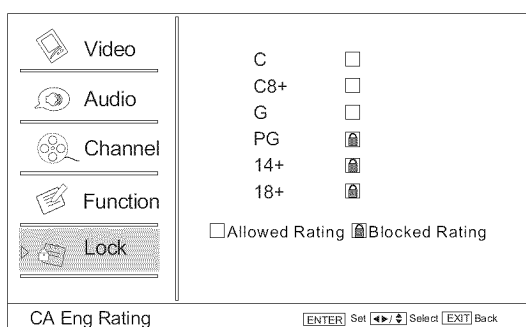 Video
Audio
Channel
Function
Lock
C
C8+
G
PG
14+
18+
Allowed Rating Blocked Rating
CA Eng Rating
ENTER Set / Select EXIT Back